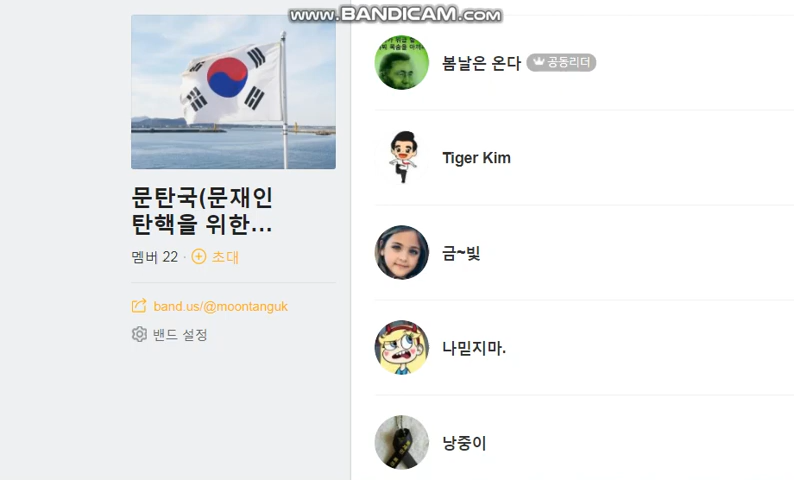 www.BANDICAM.com
문탄국(문재인
탄핵을 위한...
멤버 22 · 초대
band.us/@moontanguk
밴드 설정
봄날은 온다 공동리더
Tiger Kim
금~빛
나믿지마.
낭중이